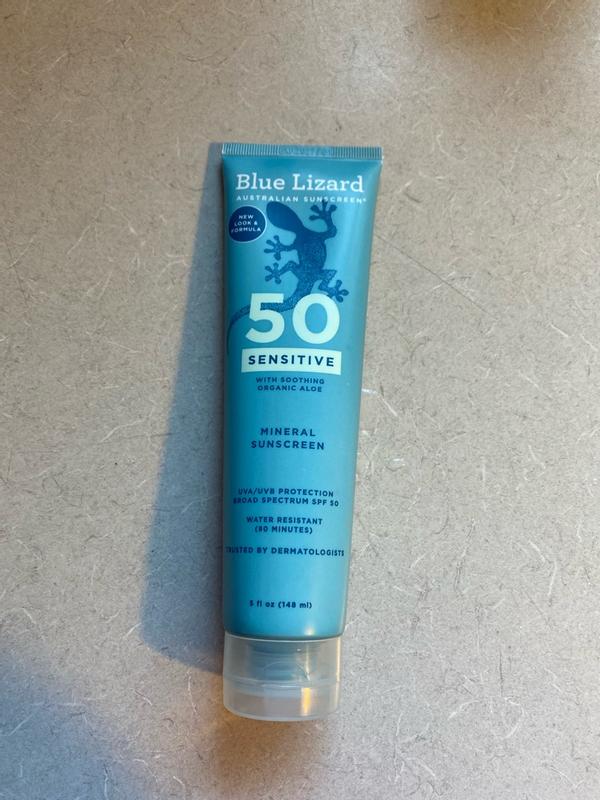 Blue Lizard
AUSTRALIAN SUNSCREEN®
NEW
LOOK &
FORMULA
50
SENSITIVE
WITH SOOTHING
ORGANIC ALOE
MINERAL
SUNSCREEN
UVA/UVB PROTECTION
BROAD SPECTRUM SPF 50
WATER RESISTANT
(80 MINUTES)
TRUSTED BY DERMATOLOGISTS
5 fl oz (148 ml)